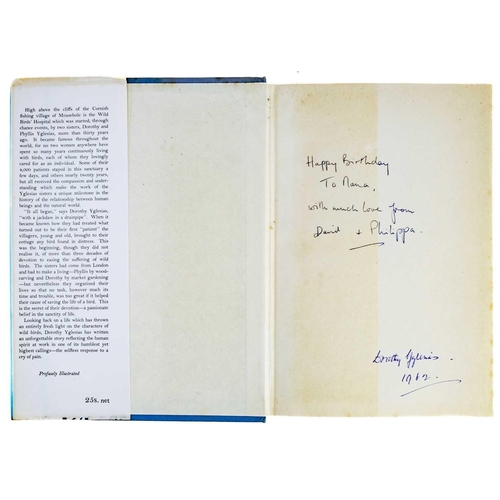 High above the cliffs of the Cornish
fishing village of Mousehole is the Wild
Birds' Hospital which was started, through
chance events, by two sisters, Dorothy and
Phyllis Yglesias, more than thirty years
ago. It became famous throughout the
world, for no two women anywhere have
spent so many years continuously living
with birds, each of whom they lovingly
cared for as an individual. Some of their
9,000 patients stayed in this sanctuary a
few days, and others nearly twenty years,
but all received the compassion and under-
standing which make the work of the
Yglesias sisters a unique milestone in the
history of the relationship between human
beings and the natural world.
"It all began," says Dorothy Yglesias,
"with a jackdaw in a drainpipe". When it
became known how they had treated what
turned out to be their first "patient" the
villagers, young and old, brought to their
cottage any bird found in distress. This
was the beginning, though they did not
realise it, of more than three decades of
devotion to easing the suffering of wild
birds. The sisters had come from London
and had to make a living—Phyllis by wood-
carving and Dorothy by market gardening
—but nevertheless they organised their
lives so that no task, however much its
time and trouble, was too great if it helped
the cause of saving the life of a bird. This is
the secret of their devotion—a passionate
belief in the sanctity of life.
Looking back on a life which has thrown
an entirely fresh light on the characters of
wild birds, Dorothy Yglesias has written
an unforgettable story reflecting the human
spirit at work in one of its humblest yet
highest callings—the selfless response to a
cry of pain.
Profusely Illustrated
25s. net
Happy Birthday
To Nana,
with much love from
David + Philippa.
Dorothy Yglesias.
1962